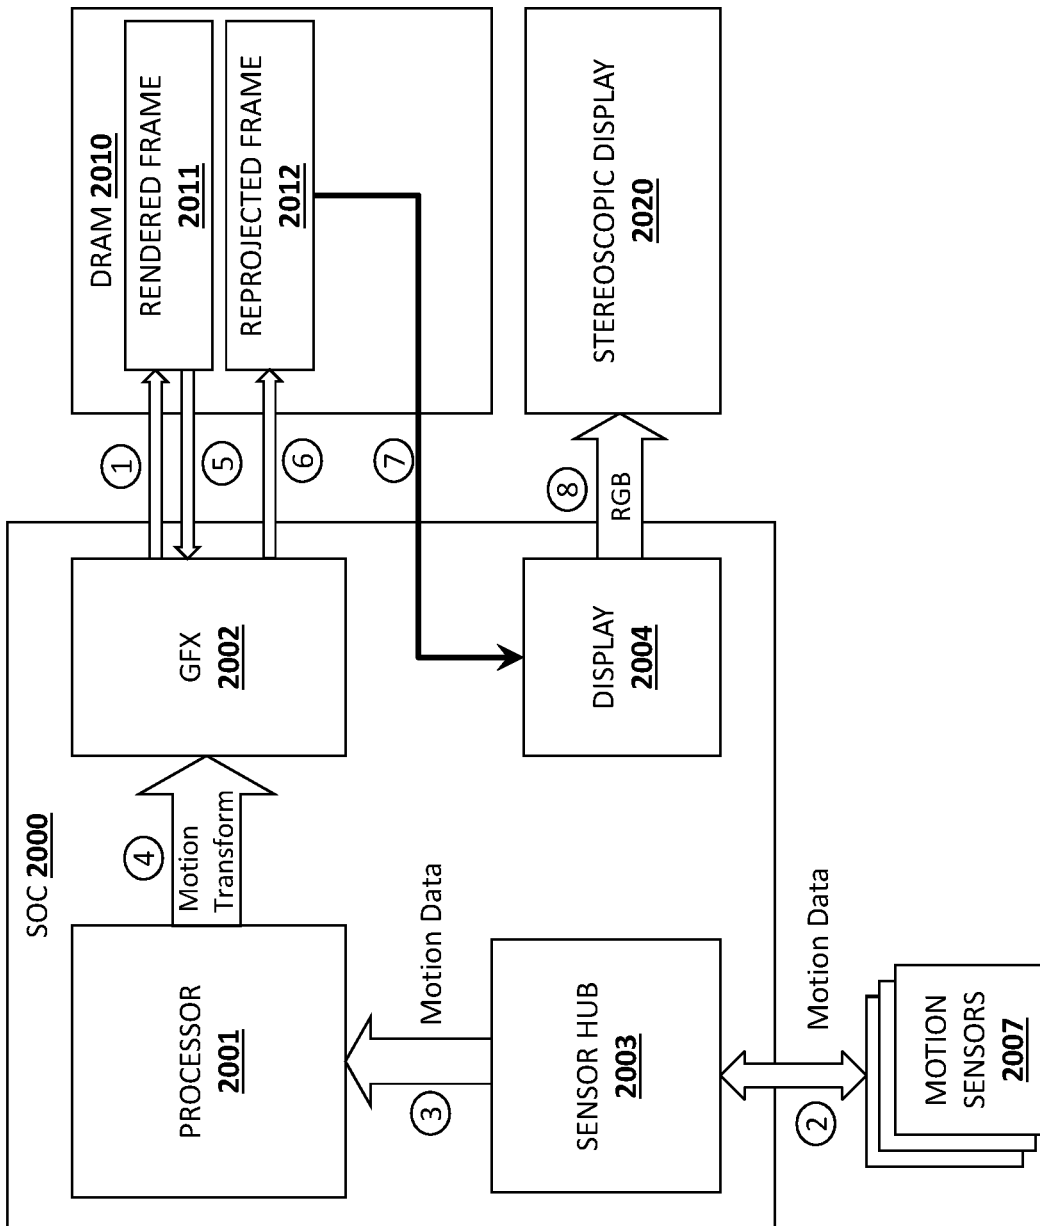 SOC 2000
PROCESSOR
2001
4
Motion
Transform
GFX
2002
1
5
6
7
DRAM 2010
RENDERED FRAME
2011
REPROJECTED FRAME
2012
3
Motion Data
SENSOR HUB
2003
DISPLAY
2004
8
RGB
STEREOSCOPIC DISPLAY
2020
2
Motion Data
MOTION
SENSORS
2007